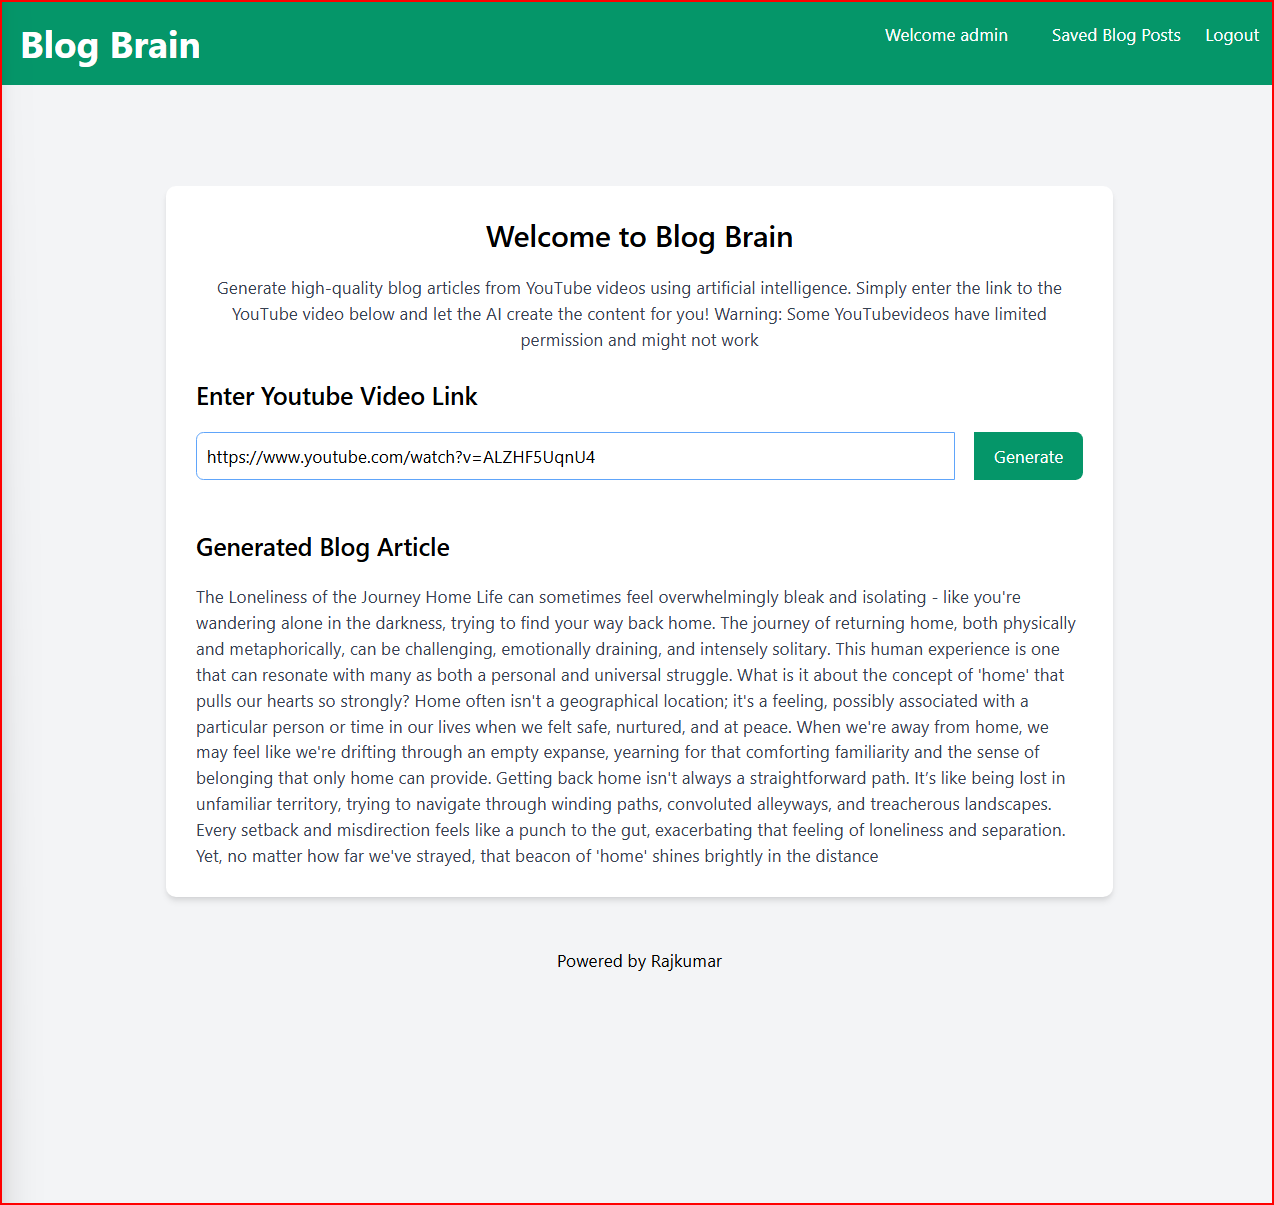 Blog Brain
Welcome admin
Saved Blog Posts
Logout
Welcome to Blog Brain
Generate high-quality blog articles from YouTube videos using artificial intelligence. Simply enter the link to the
YouTube video below and let the AI create the content for you! Warning: Some YouTubevideos have limited
permission and might not work
Enter Youtube Video Link
https://www.youtube.com/watch?v=ALZHF5UqnU4
Generate
Generated Blog Article
The Loneliness of the Journey Home Life can sometimes feel overwhelmingly bleak and isolating - like you're
wandering alone in the darkness, trying to find your way back home. The journey of returning home, both physically
and metaphorically, can be challenging, emotionally draining, and intensely solitary. This human experience is one
that can resonate with many as both a personal and universal struggle. What is it about the concept of 'home' that
pulls our hearts so strongly? Home often isn't a geographical location; it's a feeling, possibly associated with a
particular person or time in our lives when we felt safe, nurtured, and at peace. When we're away from home, we
may feel like we're drifting through an empty expanse, yearning for that comforting familiarity and the sense of
belonging that only home can provide. Getting back home isn't always a straightforward path. It’s like being lost in
unfamiliar territory, trying to navigate through winding paths, convoluted alleyways, and treacherous landscapes.
Every setback and misdirection feels like a punch to the gut, exacerbating that feeling of loneliness and separation.
Yet, no matter how far we've strayed, that beacon of 'home' shines brightly in the distance
Powered by Rajkumar